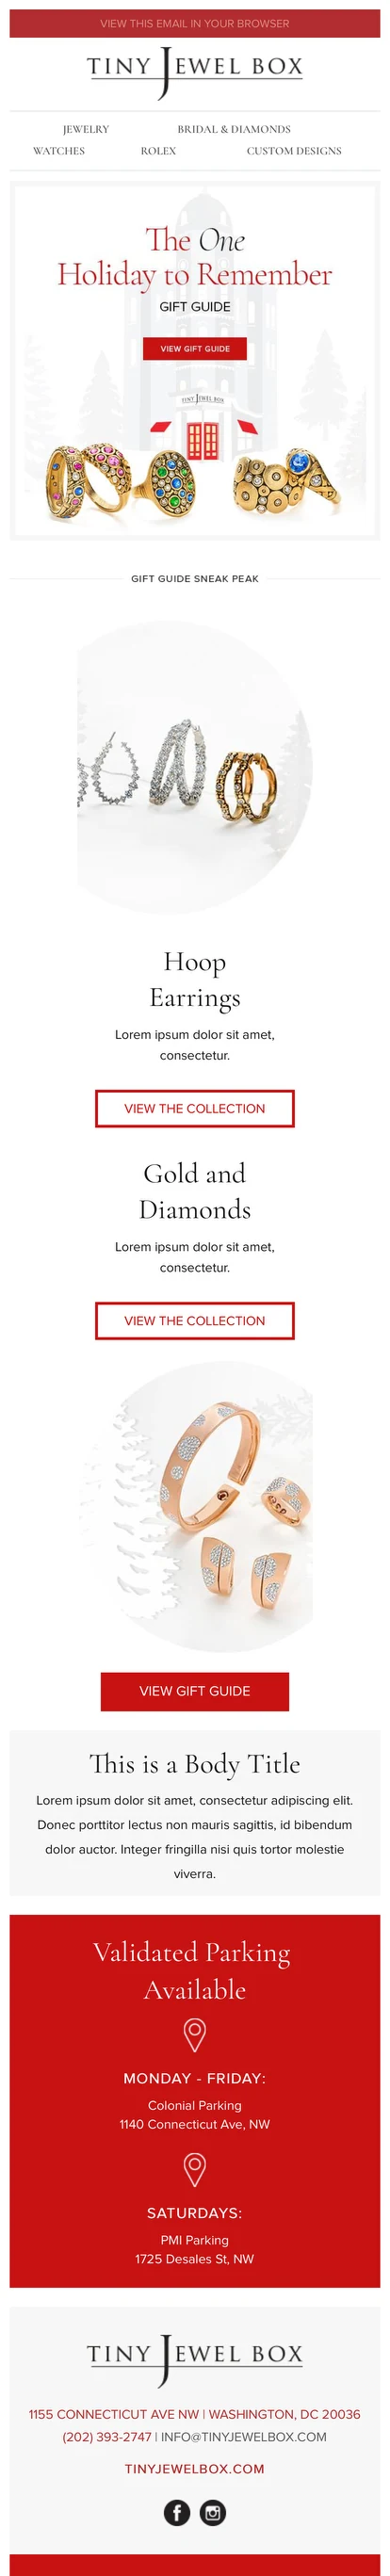 VIEW THIS EMAIL IN YOUR BROWSER
TINY JEWEL BOX
JEWELRY BRIDAL & DIAMONDS
WATCHES ROLEX CUSTOM DESIGNS
The One
Holiday to Remember
GIFT GUIDE
VIEW GIFT GUIDE
TINY JEWEL BOX
GIFT GUIDE SNEAK PEAK
Hoop
Earrings
Lorem ipsum dolor sit amet,
consectetur.
VIEW THE COLLECTION
Gold and
Diamonds
Lorem ipsum dolor sit amet,
consectetur.
VIEW THE COLLECTION
VIEW GIFT GUIDE
This is a Body Title
Lorem ipsum dolor sit amet, consectetur adipiscing elit.
Donec porttitor lectus non mauris sagittis, id bibendum
dolor auctor. Integer fringilla nisi quis tortor molestie
viverra.
Validated Parking
Available
MONDAY - FRIDAY:
Colonial Parking
1140 Connecticut Ave, NW
SATURDAYS:
PMI Parking
1725 Desales St, NW
TINY JEWEL BOX
1155 CONNECTICUT AVE NW | WASHINGTON, DC 20036
(202) 393-2747 | INFO@TINYJEWELBOX.COM
TINYJEWELBOX.COM